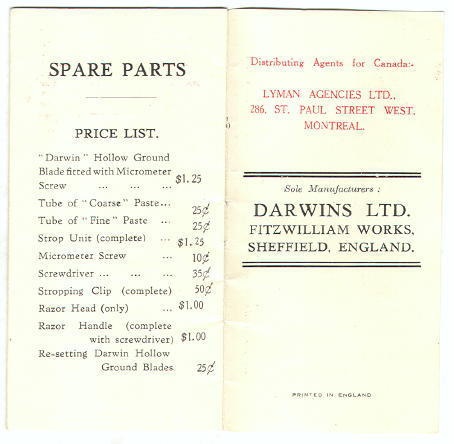 SPARE PARTS
PRICE LIST.
"Darwin" Hollow Ground
Blade fitted with Micrometer
Screw ... ... ... $1.25
Tube of "Coarse" Paste... 25¢
Tube of "Fine" Paste ... 25¢
Strop Unit (complete) ... $1.25
Micrometer Screw ... 10¢
Screwdriver ... ... ... 35¢
Stropping Clip (complete) 50¢
Razor Head (only) ... $1.00
Razor Handle (complete
with screwdriver) $1.00
Re-setting Darwin Hollow
Ground Blades 25¢
Distributing Agents for Canada:-
LYMAN AGENCIES LTD.,
286, ST. PAUL STREET WEST,
MONTREAL.
Sole Manufacturers :
DARWINS LTD.
FITZWILLIAM WORKS,
SHEFFIELD, ENGLAND.
PRINTED IN ENGLAND